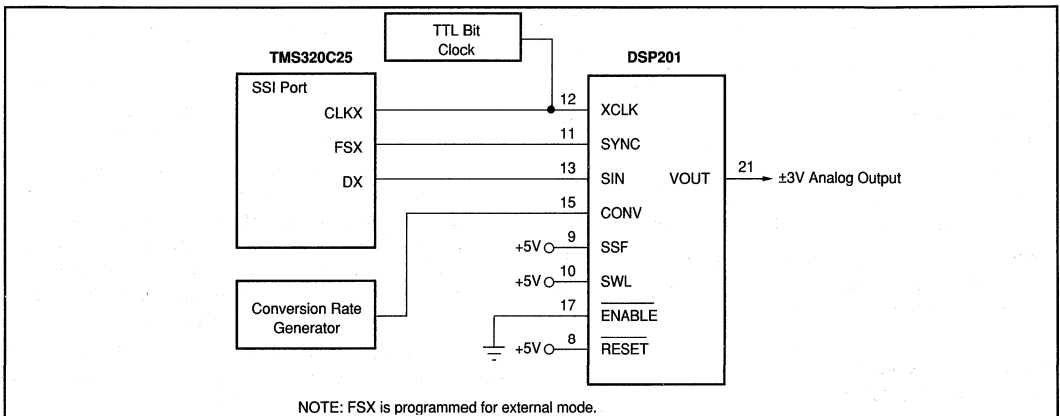 TTL Bit
Clock
TMS320C25
DSP201
SSI Port
CLKX
12
XCLK
FSX
11
SYNC
DX
13
SIN
VOUT
21
±3V Analog Output
15
CONV
+5V
9
SSF
+5V
10
SWL
Conversion Rate
Generator
17
ENABLE
+5V
8
RESET
NOTE: FSX is programmed for external mode.